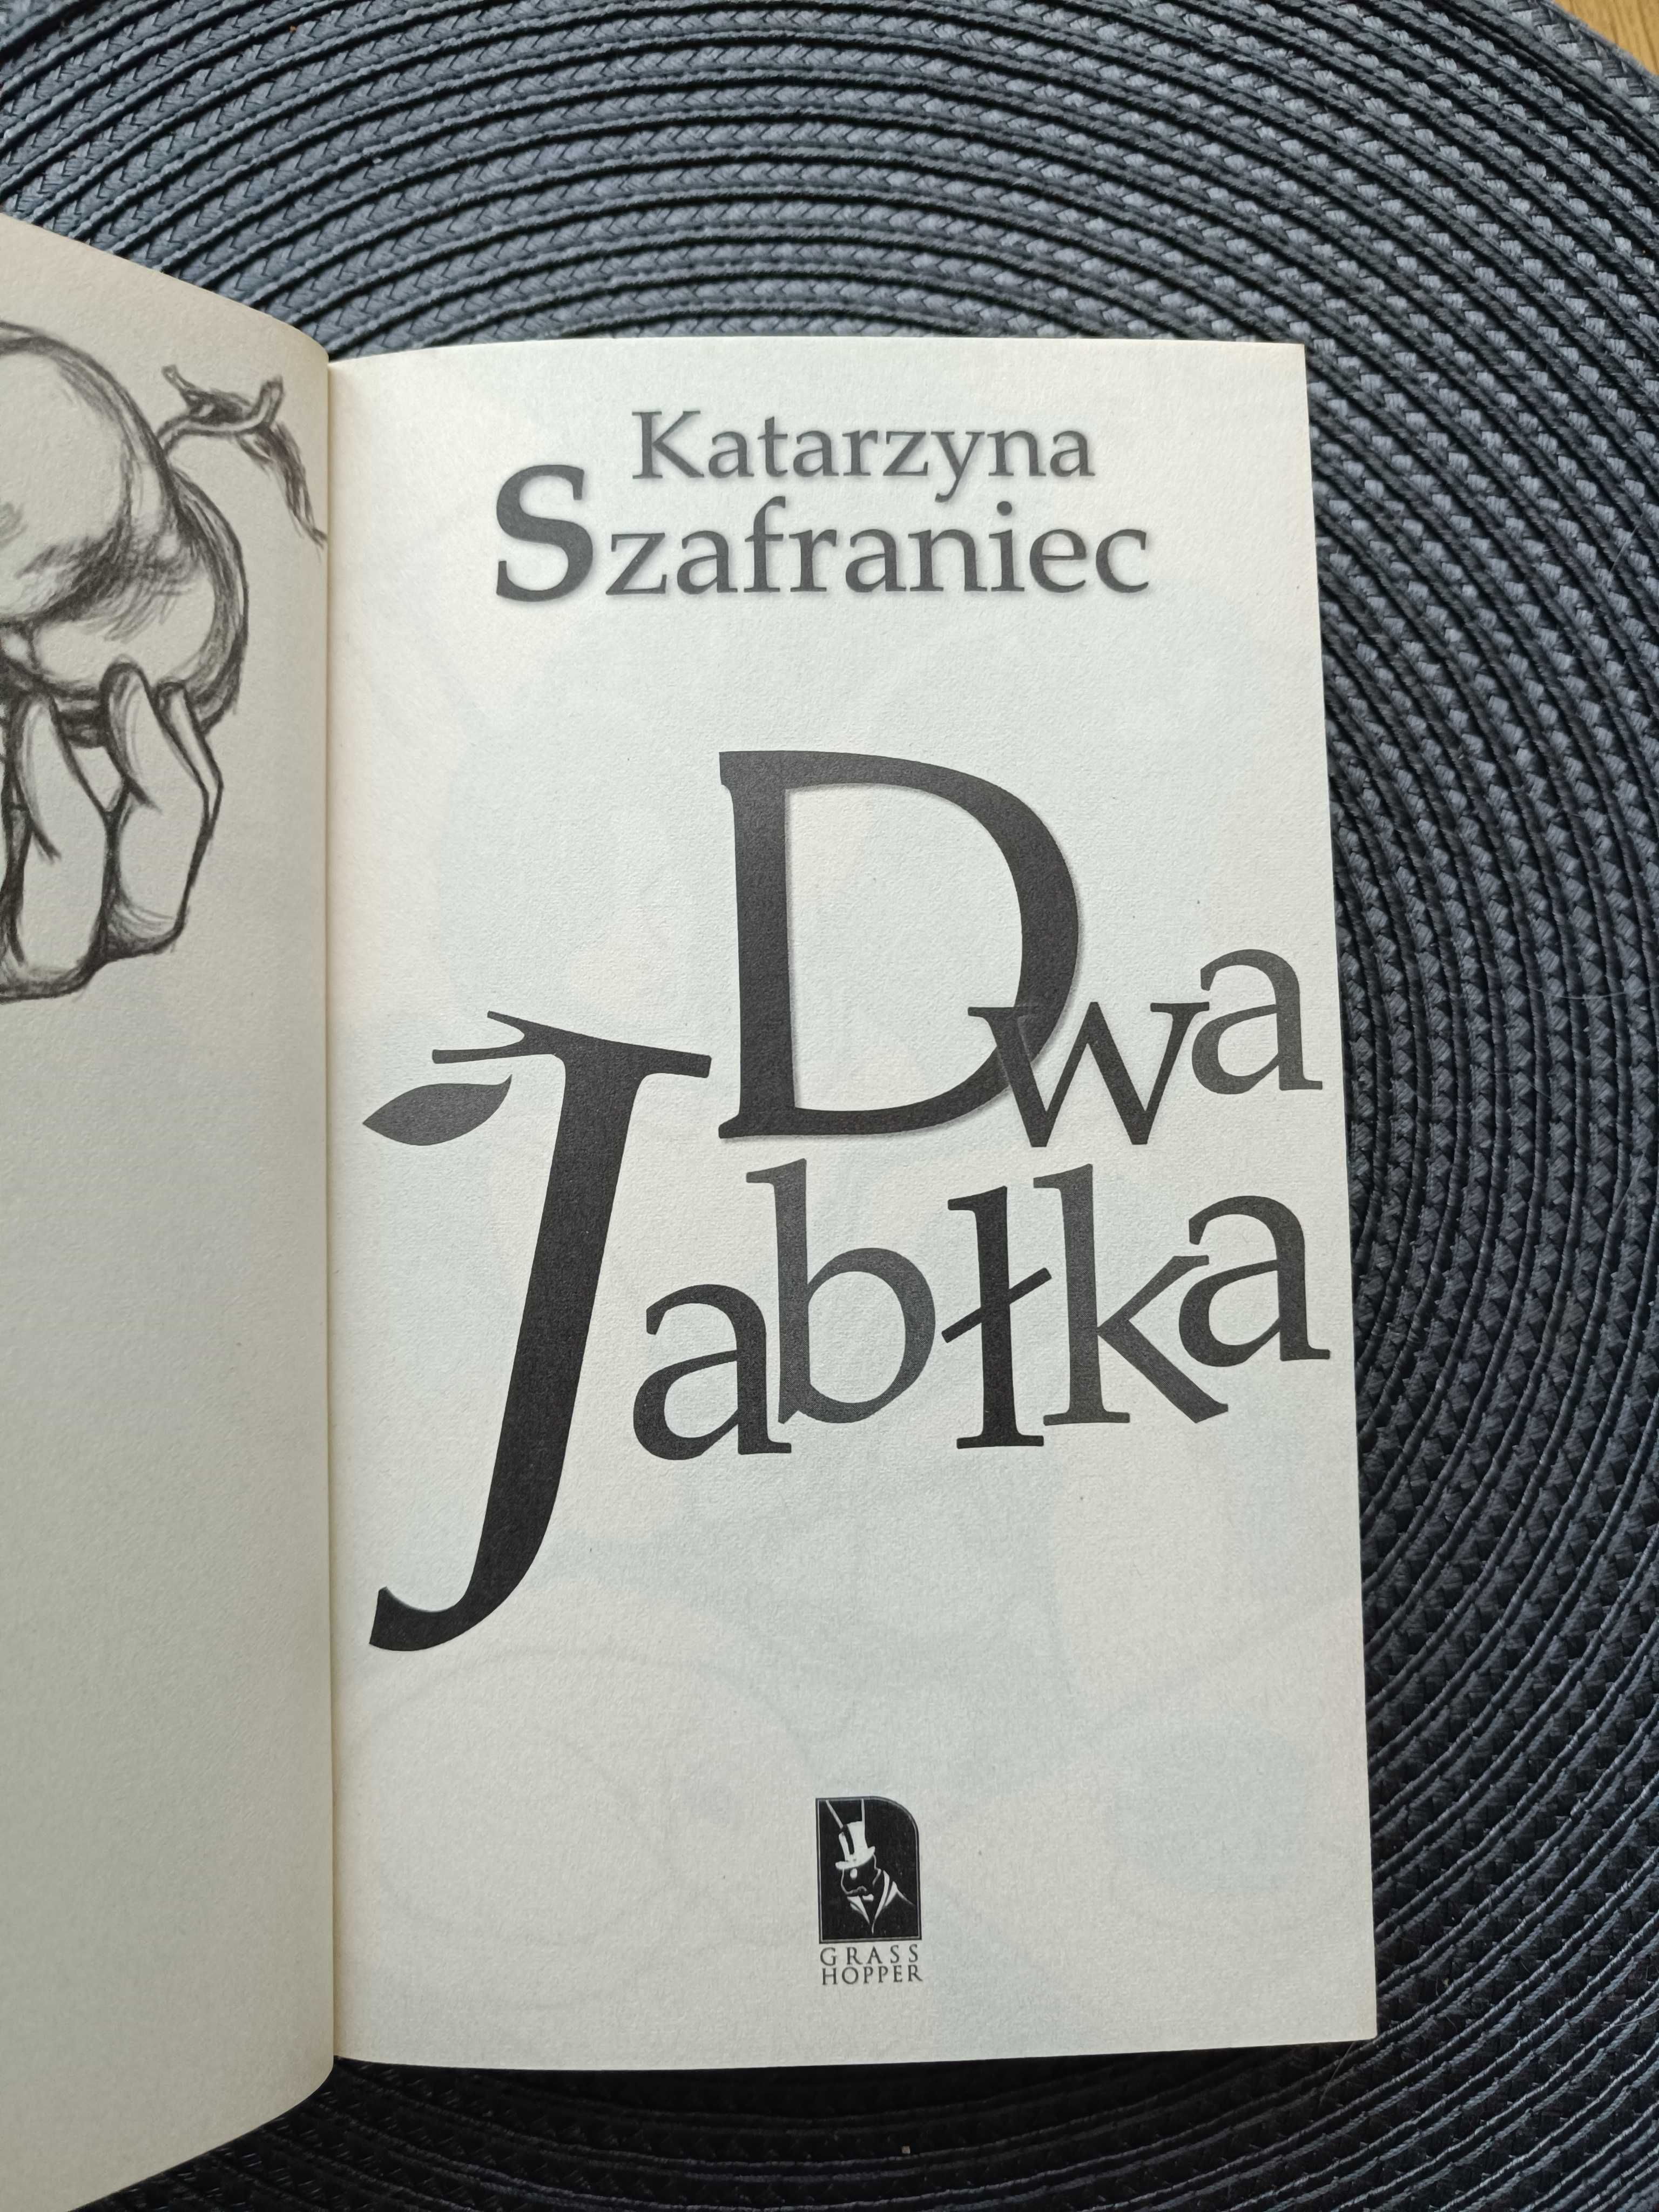 Katarzyna
Szafraniec
Dwa
Jabłka
GRASS
HOPPER